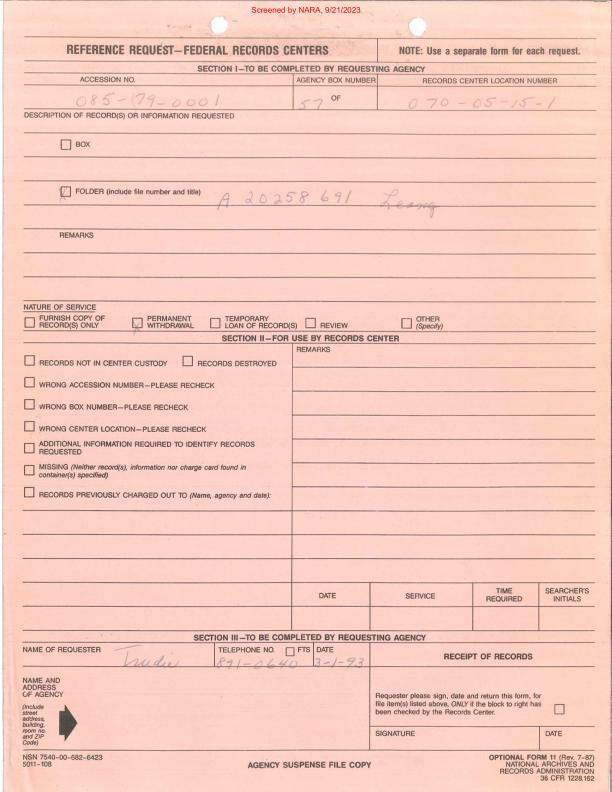 Screened by NARA, 9/21/2023
REFERENCE REQUEST—FEDERAL RECORDS CENTERS
NOTE: Use a separate form for each request.
SECTION I—TO BE COMPLETED BY REQUESTING AGENCY
ACCESSION NO.
AGENCY BOX NUMBER
RECORDS CENTER LOCATION NUMBER
085-79-0001
57 OF
070-05-15-1
DESCRIPTION OF RECORD(S) OR INFORMATION REQUESTED
BOX
FOLDER (include file number and title) A 20258 691 Leong
REMARKS
NATURE OF SERVICE
FURNISH COPY OF
RECORD(S) ONLY
PERMANENT
WITHDRAWAL
TEMPORARY
LOAN OF RECORD(S)
REVIEW
OTHER
(Specify)
SECTION II—FOR USE BY RECORDS CENTER
RECORDS NOT IN CENTER CUSTODY
RECORDS DESTROYED
REMARKS
WRONG ACCESSION NUMBER—PLEASE RECHECK
WRONG BOX NUMBER—PLEASE RECHECK
WRONG CENTER LOCATION—PLEASE RECHECK
ADDITIONAL INFORMATION REQUIRED TO IDENTIFY RECORDS
REQUESTED
MISSING (Neither record(s), information nor charge card found in
container(s) specified)
RECORDS PREVIOUSLY CHARGED OUT TO (Name, agency and date):
DATE
SERVICE
TIME
REQUIRED
SEARCHER'S
INITIALS
SECTION III—TO BE COMPLETED BY REQUESTING AGENCY
NAME OF REQUESTER
Trudie
TELEPHONE NO. FTS
891-0640
DATE
3-1-93
RECEIPT OF RECORDS
NAME AND
ADDRESS
OF AGENCY
(Include
street
address,
building,
room no.
and ZIP
Code)
Requester please sign, date and return this form, for
file item(s) listed above, ONLY if the block to right has
been checked by the Records Center.
SIGNATURE
DATE
NSN 7540-00-682-6423
5011-108
AGENCY SUSPENSE FILE COPY
OPTIONAL FORM 11 (Rev. 7-87)
NATIONAL ARCHIVES AND
RECORDS ADMINISTRATION
36 CFR 1228.162